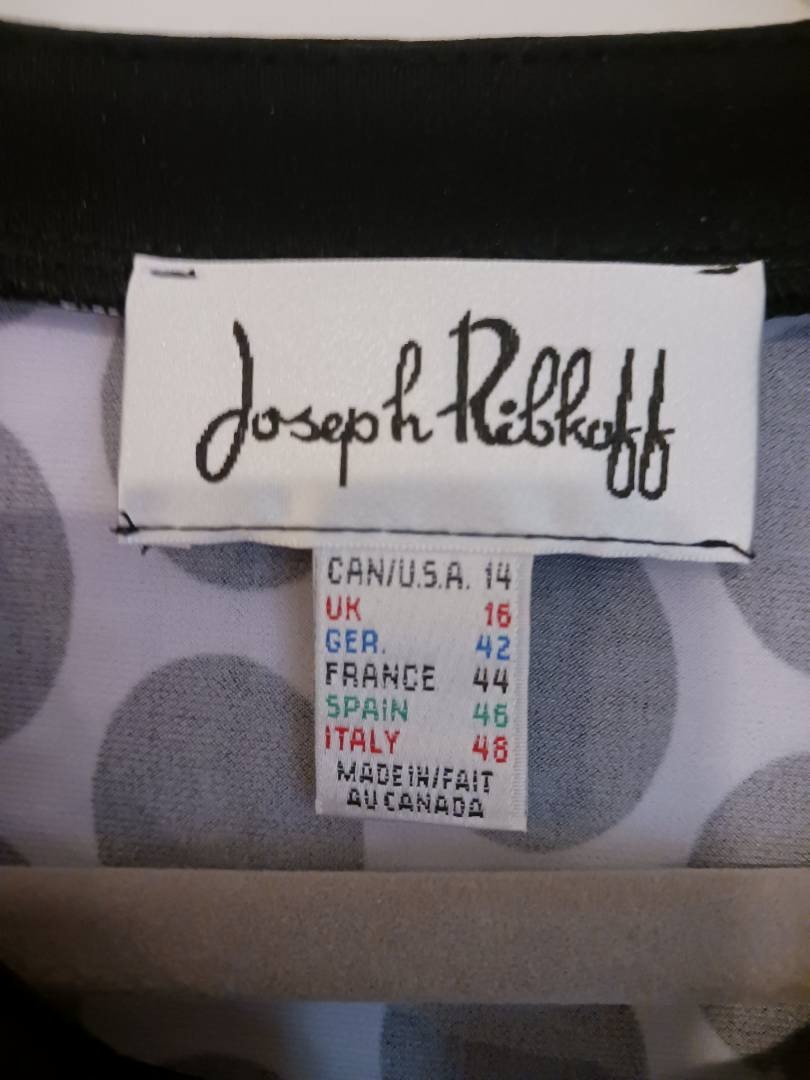 Joseph Ribkoff
CAN/U.S.A. 14
UK 16
GER. 42
FRANCE 44
SPAIN 46
ITALY 48
MADE IN/FAIT
AU CANADA